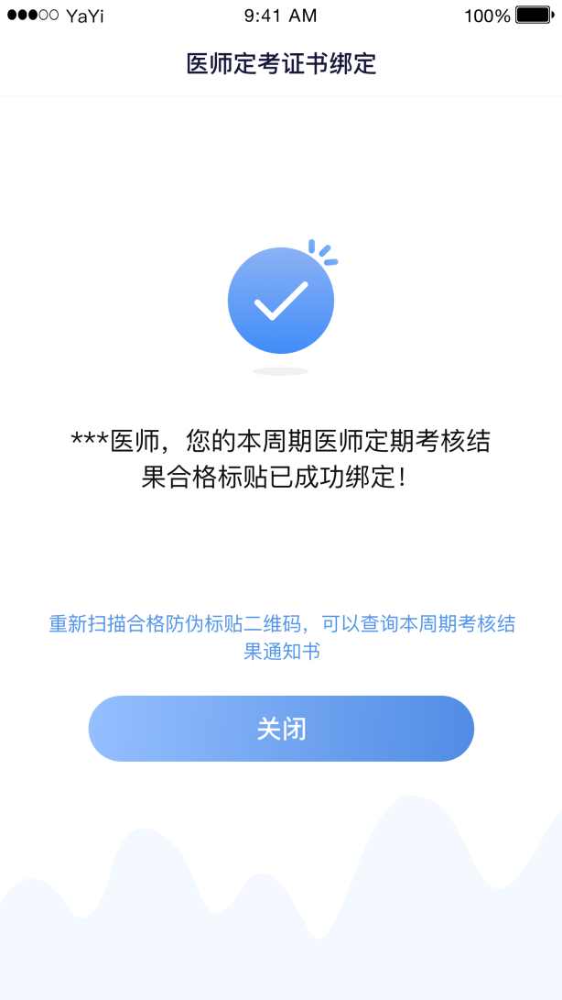 YaYi 9:41 AM 100%
医师定考证书绑定
***医师，您的本周期医师定期考核结
果合格标贴已成功绑定！
重新扫描合格防伪标贴二维码，可以查询本周期考核结
果通知书
关闭